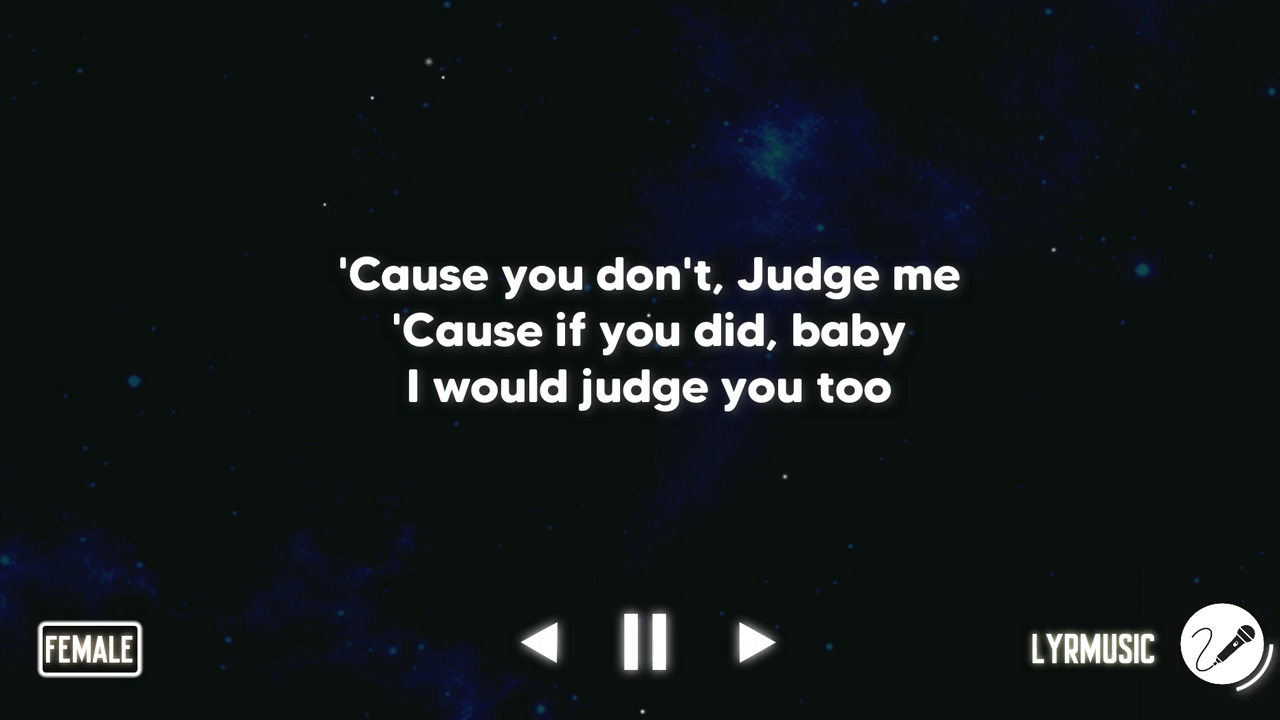 'Cause you don't, Judge me
'Cause if you did, baby
I would judge you too
FEMALE
LYRMUSIC